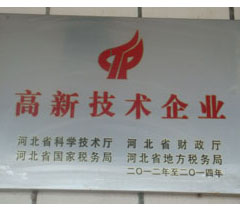 高新技术企业
河北省科学技术厅 河北省财政厅
河北省国家税务局 河北省地方税务局
二〇一二年至二〇一四年